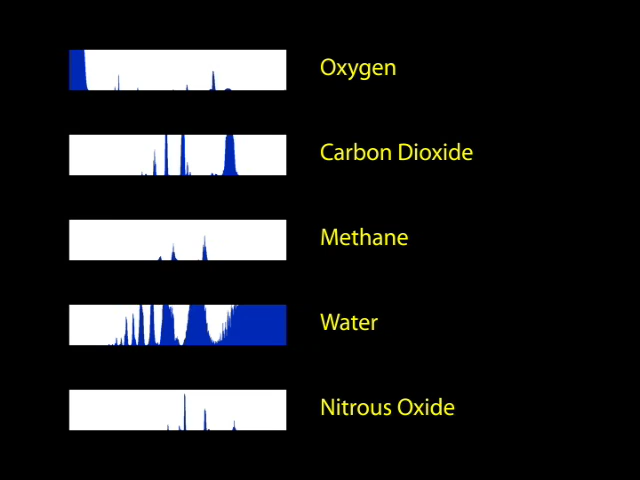 Oxygen
Carbon Dioxide
Methane
Water
Nitrous Oxide